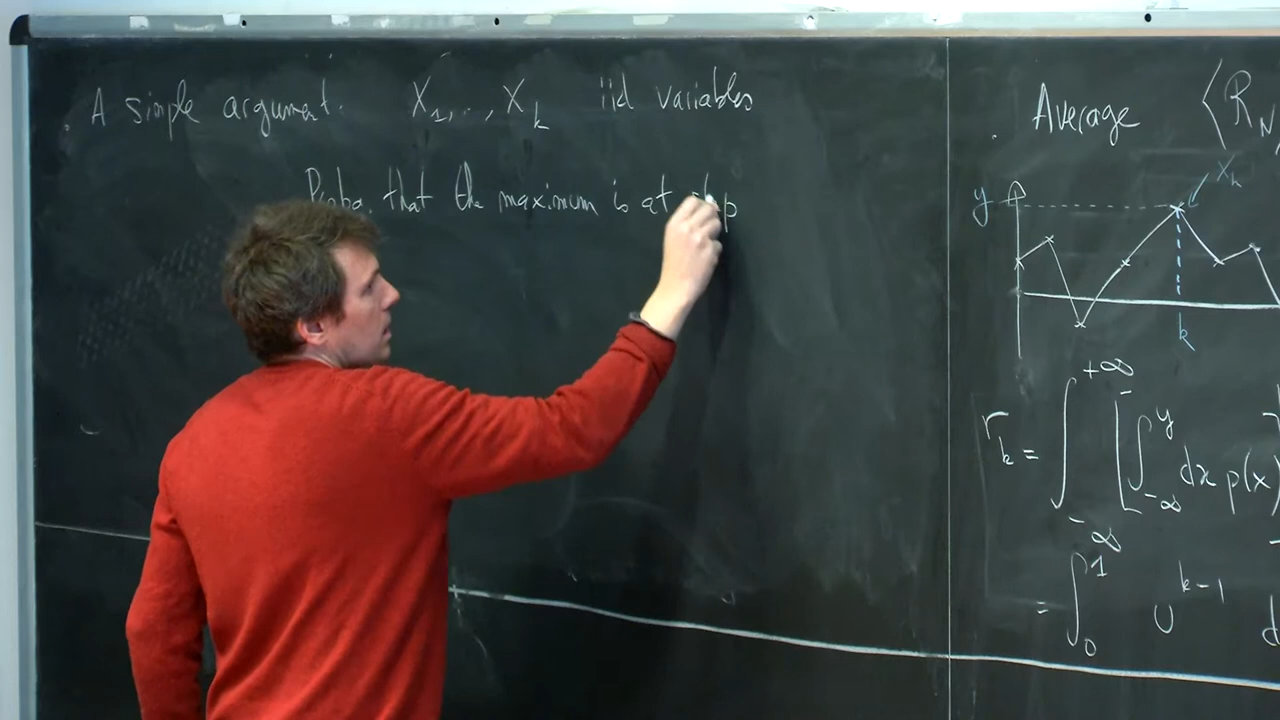 A simple argument. X₁, .., X_k iid variables
Proba. that the maximum is at step
Average ⟨R_N
y x_k
k
r_k = ∫_{-∞}^{+∞} [ ∫_{-∞}^{y} dx p(x)
= ∫_0^1 u^{k-1} d